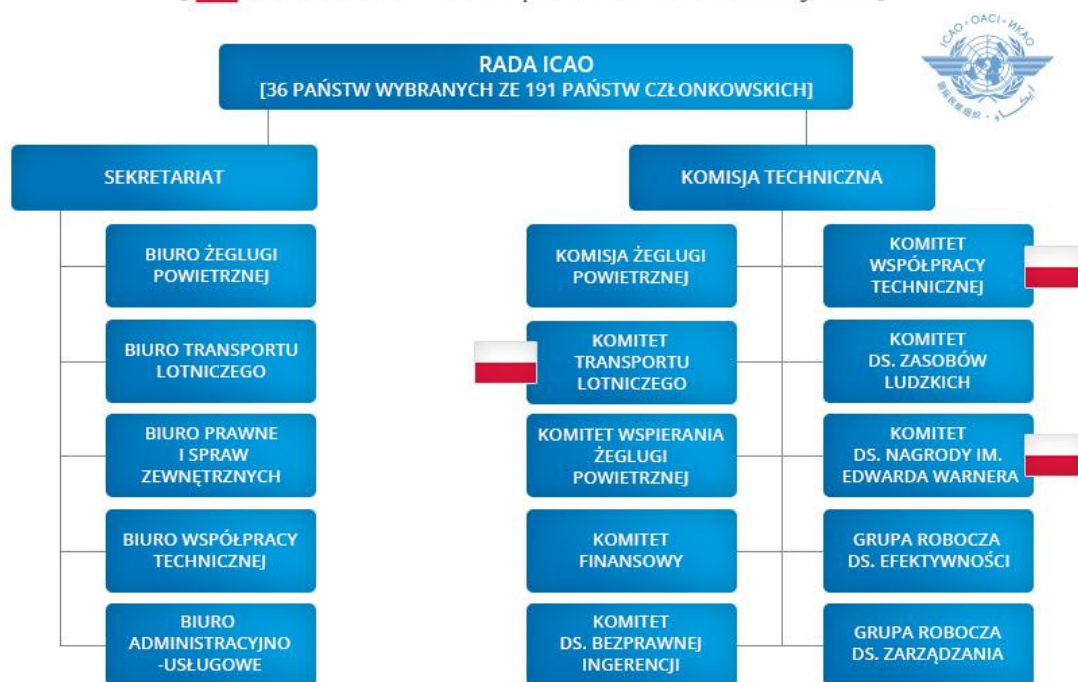 RADA ICAO
[36 PAŃSTW WYBRANYCH ZE 191 PAŃSTW CZŁONKOWSKICH]
ICAO · OACI · ИКАО
SEKRETARIAT
BIURO ŻEGLUGI
POWIETRZNEJ
BIURO TRANSPORTU
LOTNICZEGO
BIURO PRAWNE
I SPRAW
ZEWNĘTRZNYCH
BIURO WSPÓŁPRACY
TECHNICZNEJ
BIURO
ADMINISTRACYJNO
-USŁUGOWE
KOMISJA TECHNICZNA
KOMISJA ŻEGLUGI
POWIETRZNEJ
KOMITET
TRANSPORTU
LOTNICZEGO
KOMITET WSPIERANIA
ŻEGLUGI
POWIETRZNEJ
KOMITET
FINANSOWY
KOMITET
DS. BEZPRAWNEJ
INGERENCJI
KOMITET
WSPÓŁPRACY
TECHNICZNEJ
KOMITET
DS. ZASOBÓW
LUDZKICH
KOMITET
DS. NAGRODY IM.
EDWARDA WARNERA
GRUPA ROBOCZA
DS. EFEKTYWNOŚCI
GRUPA ROBOCZA
DS. ZARZĄDZANIA